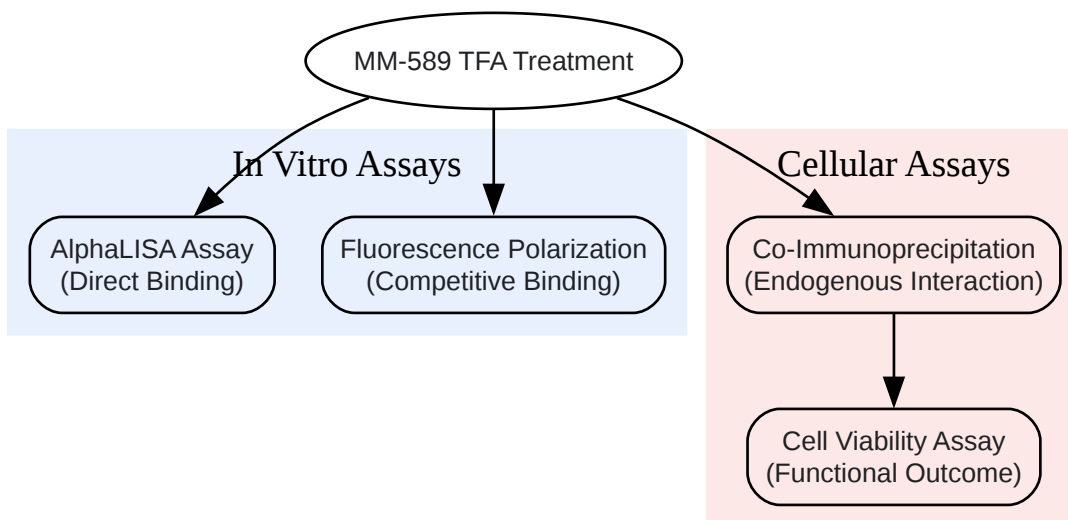 MM-589 TFA Treatment
In Vitro Assays
Cellular Assays
AlphaLISA Assay
(Direct Binding)
Fluorescence Polarization
(Competitive Binding)
Co-Immunoprecipitation
(Endogenous Interaction)
Cell Viability Assay
(Functional Outcome)